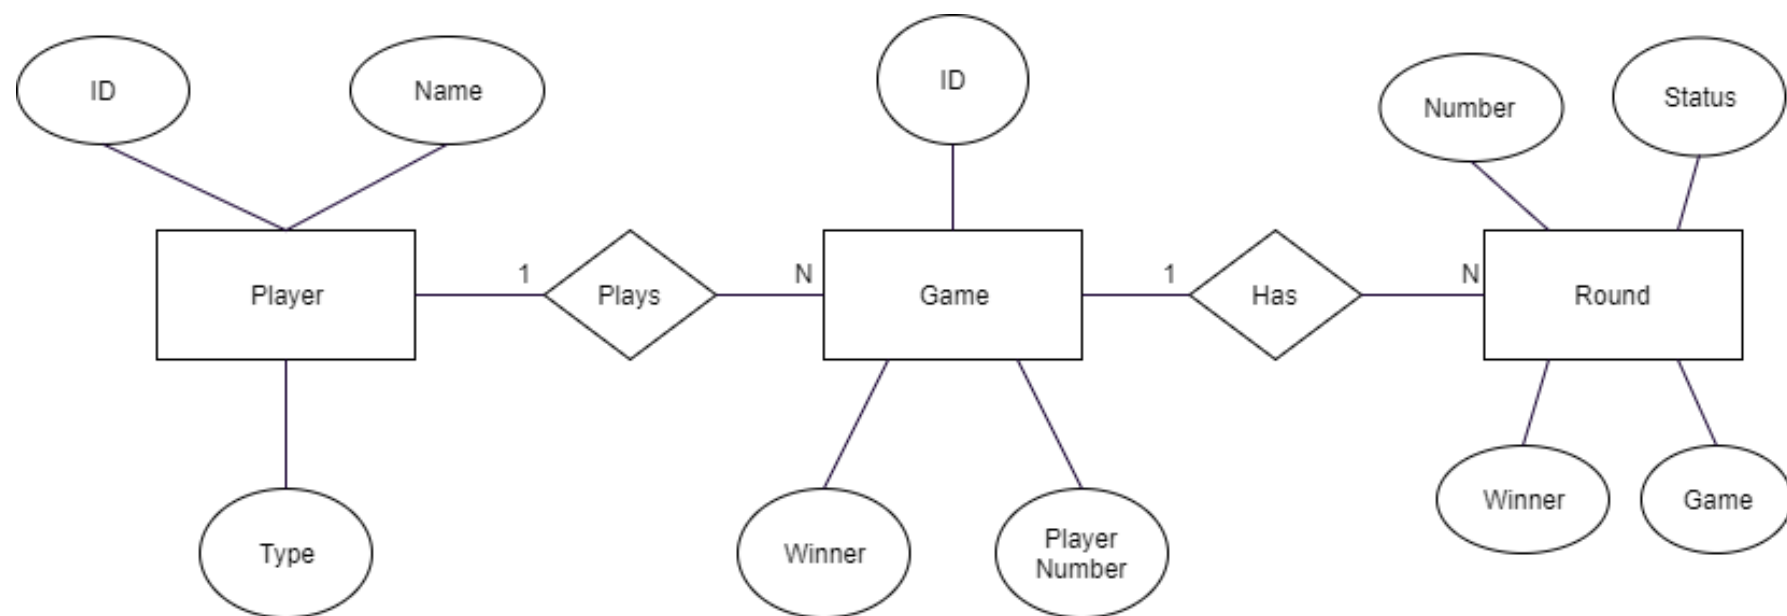 ID
Name
ID
Number
Status
Player
1
Plays
N
Game
1
Has
N
Round
Type
Winner
Player
Number
Winner
Game